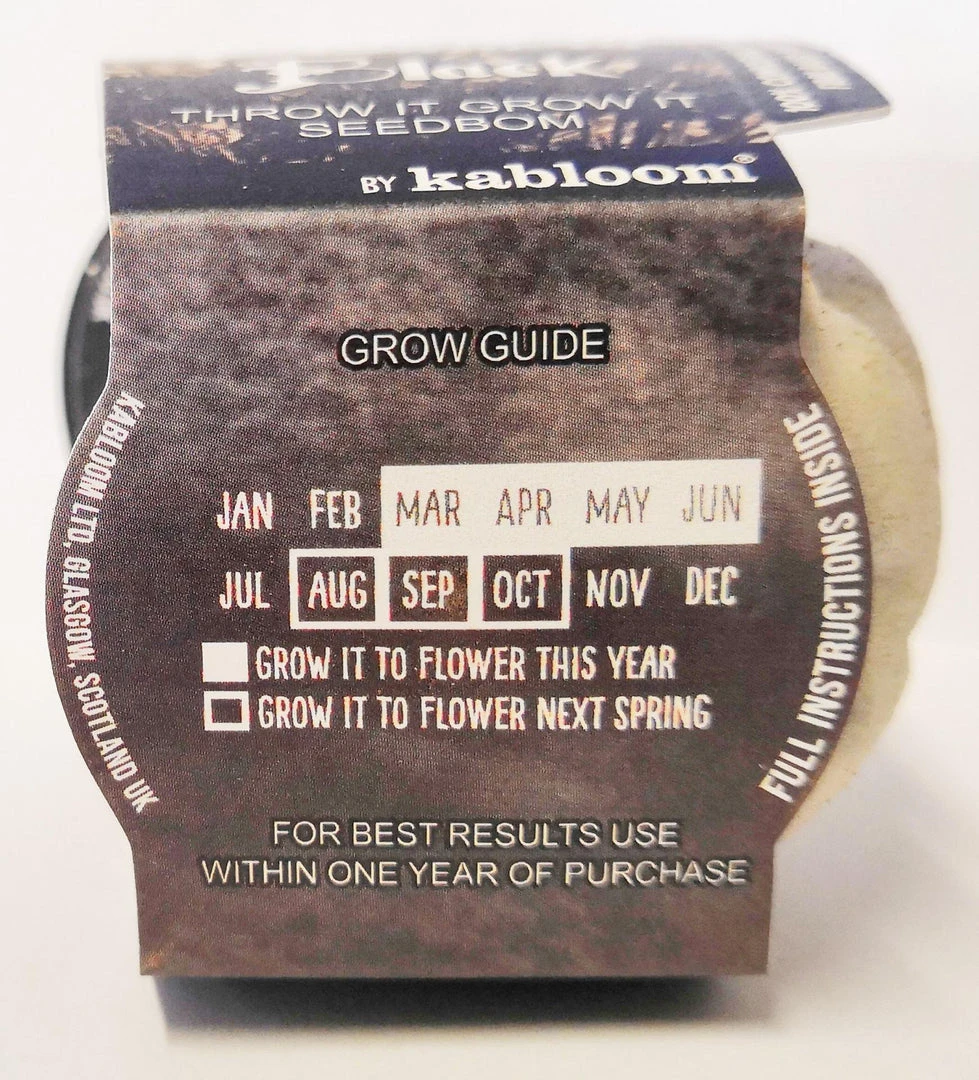 Black
THROW IT GROW IT
SEEDBOM
BY kabloom®
GROW GUIDE
KABLOOM LTD, GLASGOW, SCOTLAND UK
FULL INSTRUCTIONS INSIDE
JAN FEB MAR APR MAY JUN
JUL AUG SEP OCT NOV DEC
GROW IT TO FLOWER THIS YEAR
GROW IT TO FLOWER NEXT SPRING
FOR BEST RESULTS USE
WITHIN ONE YEAR OF PURCHASE